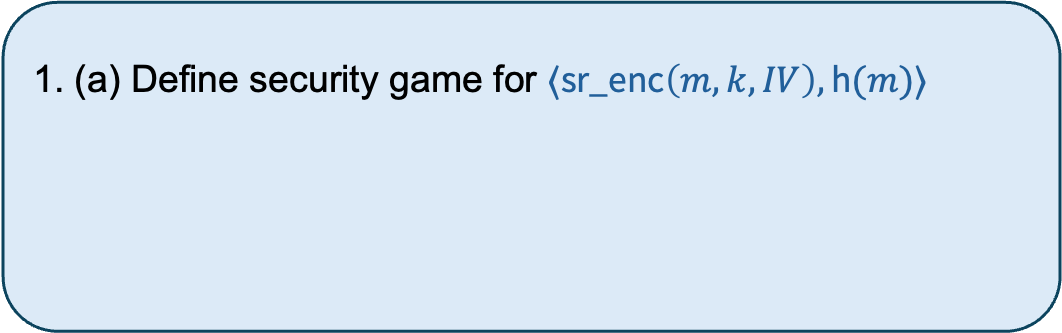 1. (a) Define security game for ⟨sr_enc(m, k, IV), h(m)⟩